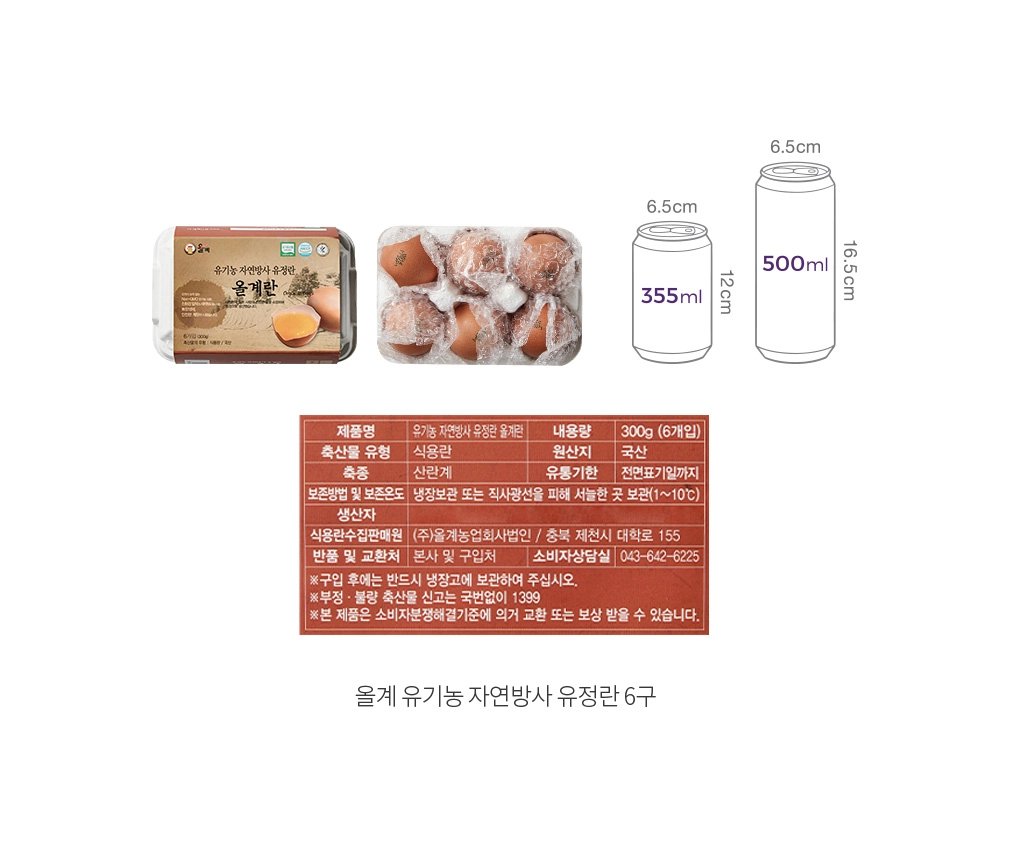 6.5cm
6.5cm
355ml
12cm
500ml
16.5cm
올계
유기농 자연방사 유정란
올계란
제품명 유기농 자연방사 유정란 올계란 내용량 300g (6개입)
축산물 유형 식용란 원산지 국산
축종 산란계 유통기한 전면표기일까지
보존방법 및 보존온도 냉장보관 또는 직사광선을 피해 서늘한 곳 보관(1~10℃)
생산자
식용란수집판매원 (주)올계농업회사법인 / 충북 제천시 대학로 155
반품 및 교환처 본사 및 구입처 소비자상담실 043-642-6225
※구입 후에는 반드시 냉장고에 보관하여 주십시오.
※부정·불량 축산물 신고는 국번없이 1399
※본 제품은 소비자분쟁해결기준에 의거 교환 또는 보상 받을 수 있습니다.
올계 유기농 자연방사 유정란 6구